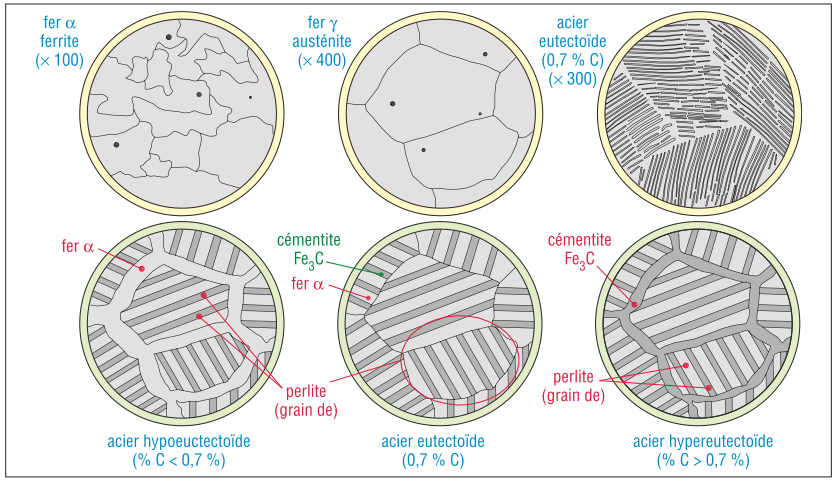 fer α
ferrite
(× 100)
fer γ
austénite
(× 400)
acier
eutectoïde
(0,7 % C)
(× 300)
fer α
cémentite
Fe₃C
fer α
cémentite
Fe₃C
perlite
(grain de)
perlite
(grain de)
acier hypoeuctectoïde
(% C < 0,7 %)
acier eutectoïde
(0,7 % C)
acier hypereutectoïde
(% C > 0,7 %)